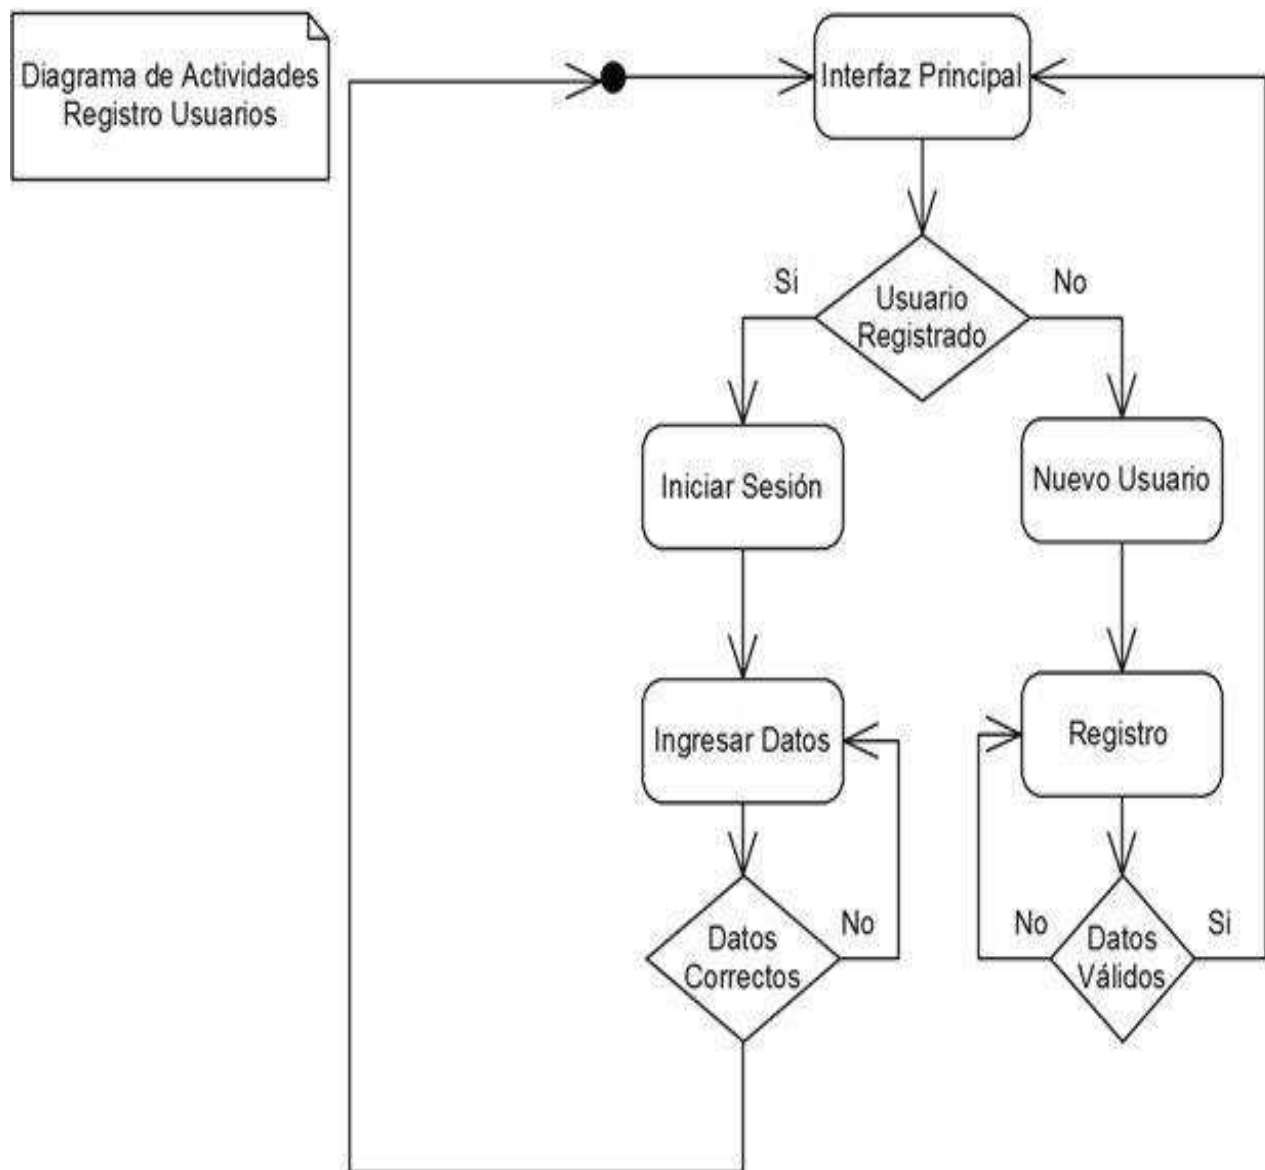 Diagrama de Actividades
Registro Usuarios
Interfaz Principal
Si
Usuario
Registrado
No
Iniciar Sesión
Nuevo Usuario
Ingresar Datos
Registro
Datos
Correctos
No
No
Datos
Válidos
Si